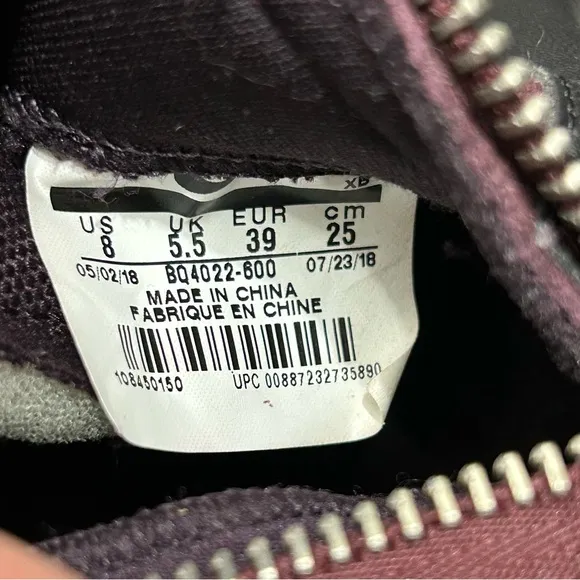 XD
US UK EUR cm
8 5.5 39 25
05/02/18 BQ4022-600 07/23/18
MADE IN CHINA
FABRIQUE EN CHINE
108450150 UPC 00887232735890